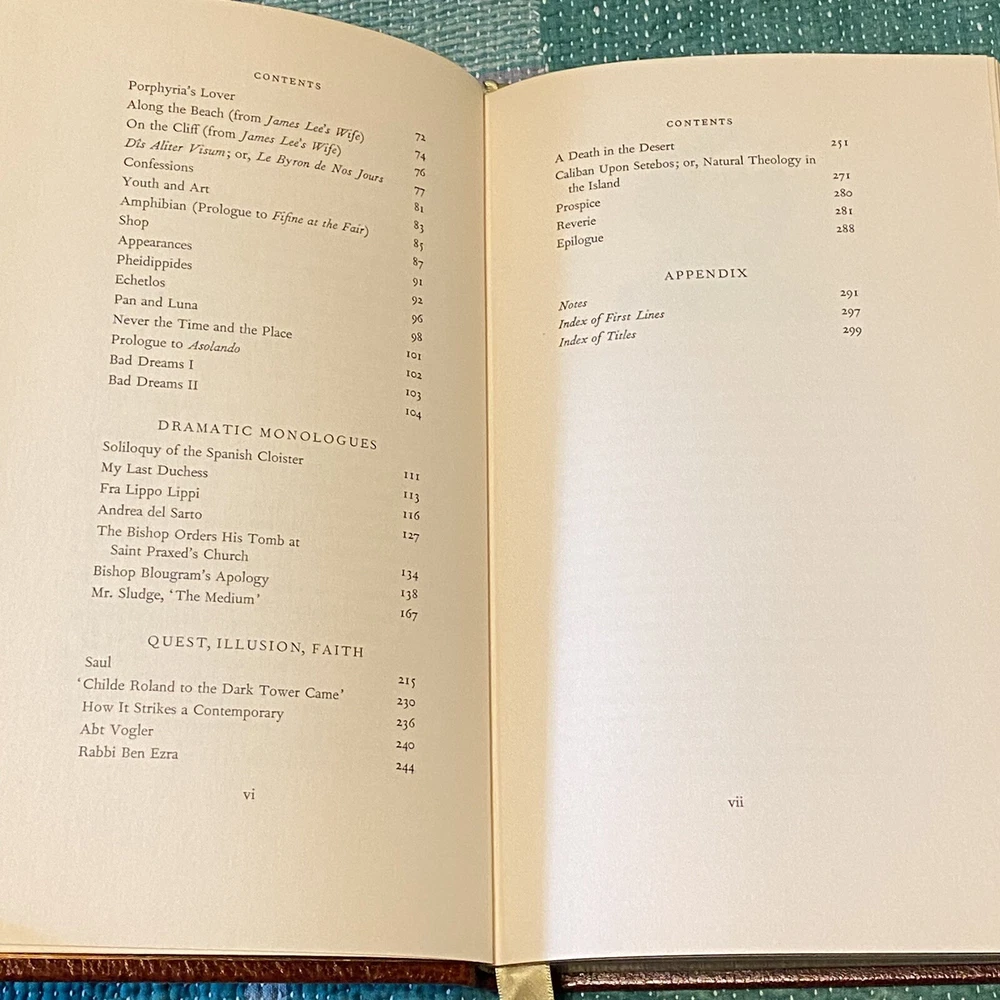 CONTENTS
Porphyria's Lover 72
Along the Beach (from James Lee's Wife) 74
On the Cliff (from James Lee's Wife) 76
Dîs Aliter Visum; or, Le Byron de Nos Jours 77
Confessions 81
Youth and Art 83
Amphibian (Prologue to Fifine at the Fair) 85
Shop 87
Appearances 91
Pheidippides 92
Echetlos 96
Pan and Luna 98
Never the Time and the Place 101
Prologue to Asolando 102
Bad Dreams I 103
Bad Dreams II 104
DRAMATIC MONOLOGUES
Soliloquy of the Spanish Cloister 111
My Last Duchess 113
Fra Lippo Lippi 116
Andrea del Sarto 127
The Bishop Orders His Tomb at
Saint Praxed's Church 134
Bishop Blougram's Apology 138
Mr. Sludge, 'The Medium' 167
QUEST, ILLUSION, FAITH
Saul 215
'Childe Roland to the Dark Tower Came' 230
How It Strikes a Contemporary 236
Abt Vogler 240
Rabbi Ben Ezra 244
vi
CONTENTS
A Death in the Desert 251
Caliban Upon Setebos; or, Natural Theology in
the Island 271
Prospice 280
Reverie 281
Epilogue 288
APPENDIX
Notes 291
Index of First Lines 297
Index of Titles 299
vii